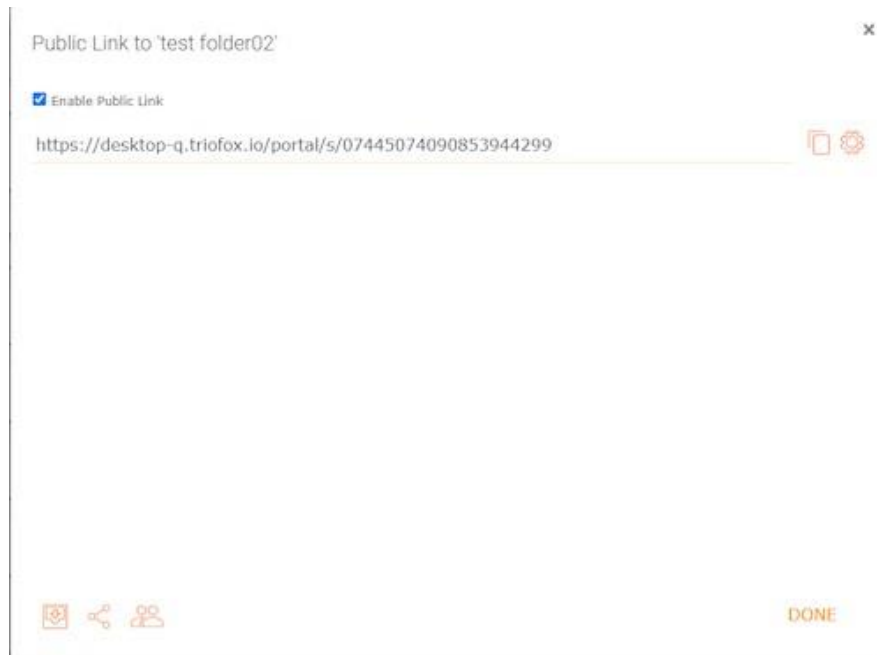 Public Link to 'test folder02'
Enable Public Link
https://desktop-q.triofox.io/portal/s/07445074090853944299
DONE